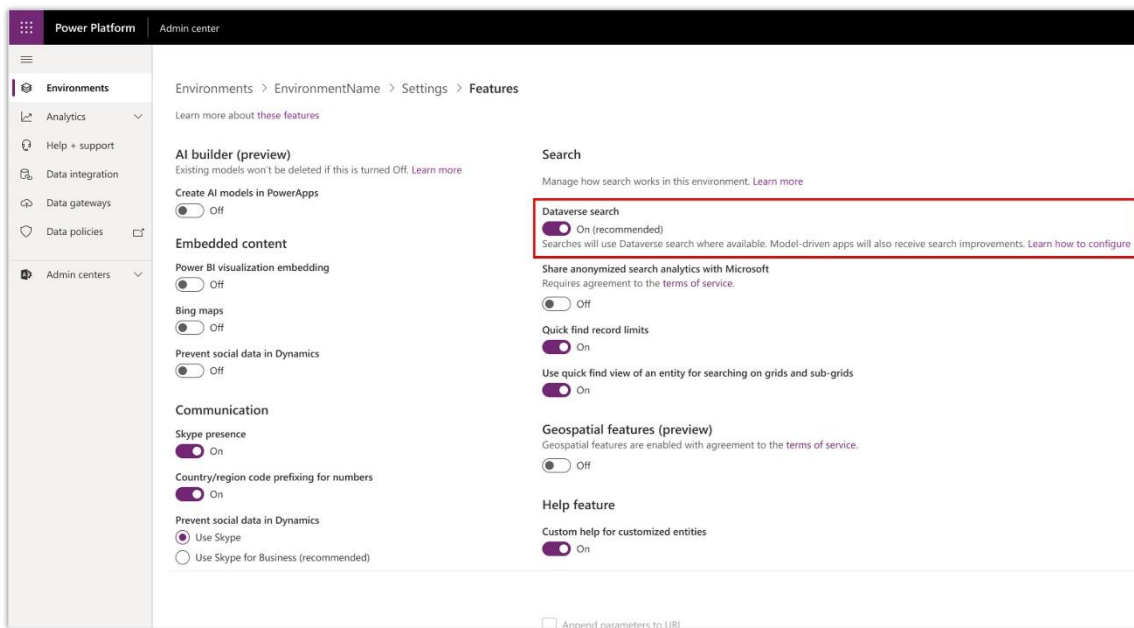 Power Platform
Admin center
Environments
Analytics
Help + support
Data integration
Data gateways
Data policies
Admin centers
Environments > EnvironmentName > Settings > Features
Learn more about these features
AI builder (preview)
Existing models won't be deleted if this is turned Off. Learn more
Create AI models in PowerApps
Off
Embedded content
Power BI visualization embedding
Off
Bing maps
Off
Prevent social data in Dynamics
Off
Communication
Skype presence
On
Country/region code prefixing for numbers
On
Prevent social data in Dynamics
Use Skype
Use Skype for Business (recommended)
Search
Manage how search works in this environment. Learn more
Dataverse search
On (recommended)
Searches will use Dataverse search where available. Model-driven apps will also receive search improvements. Learn how to configure
Share anonymized search analytics with Microsoft
Requires agreement to the terms of service.
Off
Quick find record limits
On
Use quick find view of an entity for searching on grids and sub-grids
On
Geospatial features (preview)
Geospatial features are enabled with agreement to the terms of service.
Off
Help feature
Custom help for customized entities
On
Append parameters to URL